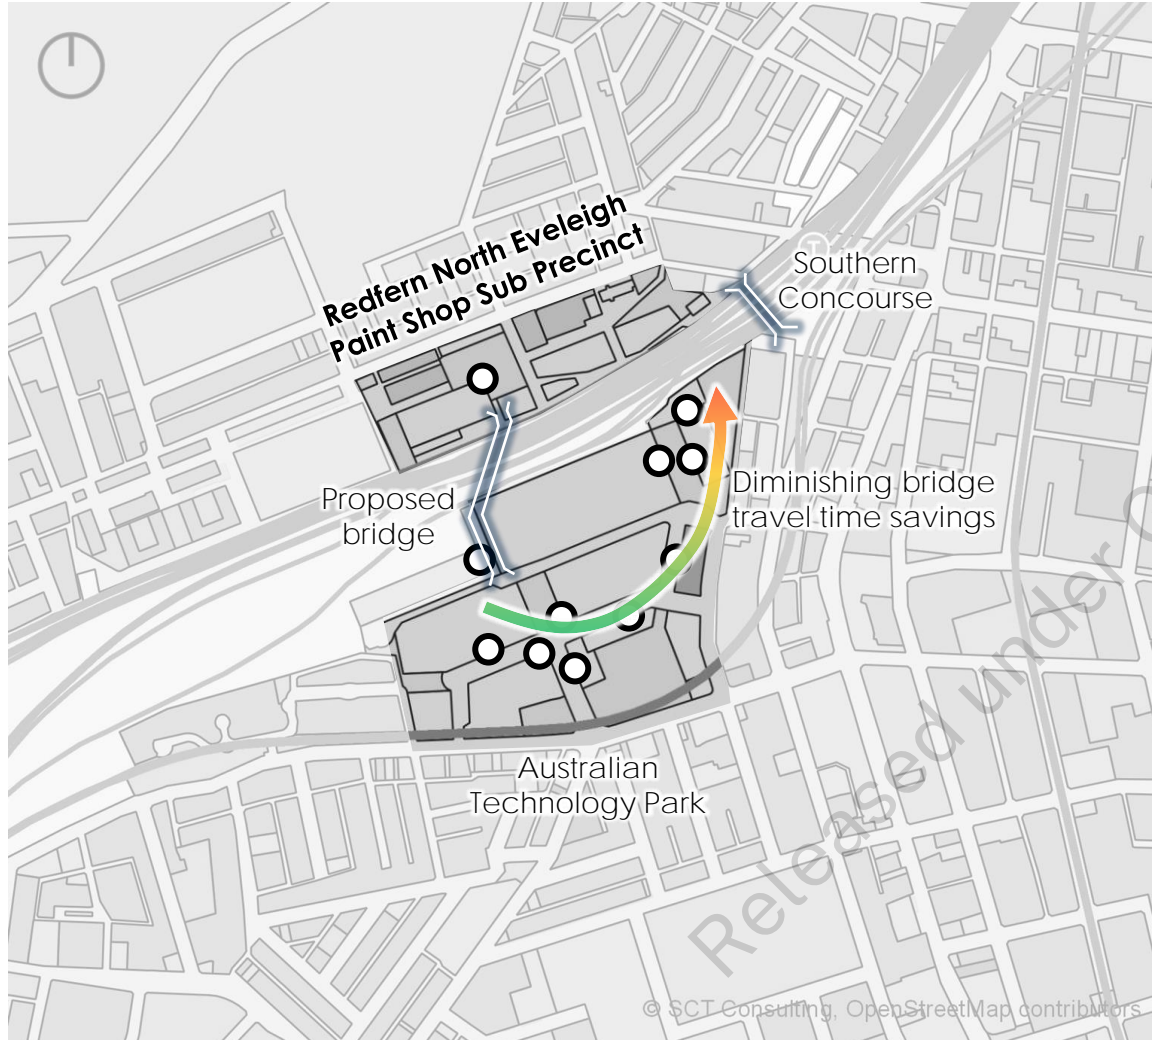 Redfern North Eveleigh
Paint Shop Sub Precinct
Southern
Concourse
Proposed
bridge
Diminishing bridge
travel time savings
Australian
Technology Park
Released under
© SCT Consulting, OpenStreetMap contributors